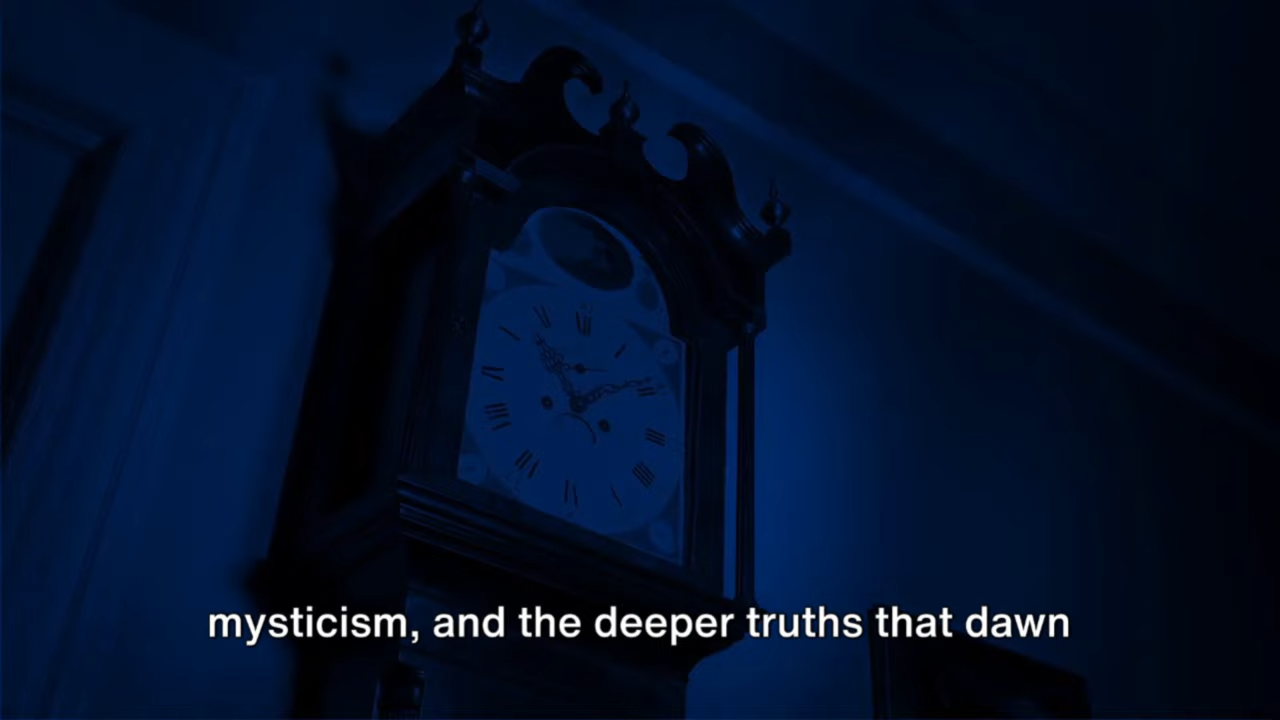 mysticism, and the deeper truths that dawn